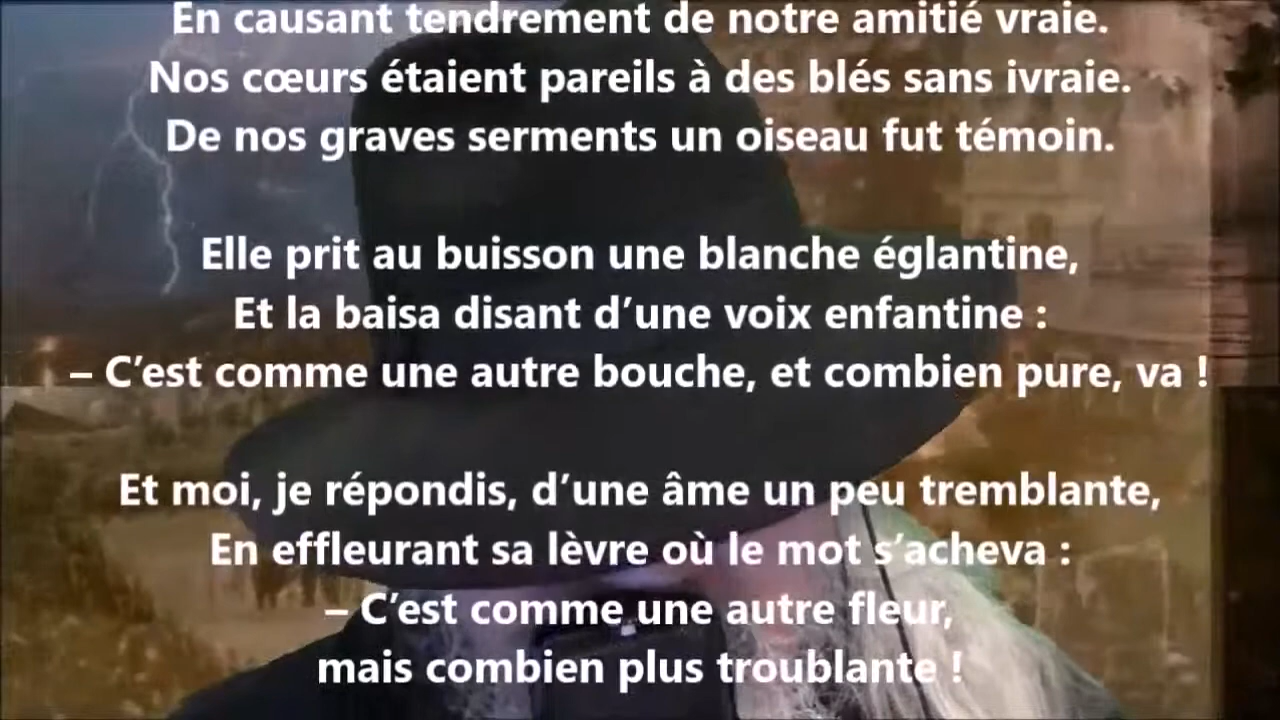 En causant tendrement de notre amitié vraie.
Nos cœurs étaient pareils à des blés sans ivraie.
De nos graves serments un oiseau fut témoin.
Elle prit au buisson une blanche églantine,
Et la baisa disant d’une voix enfantine :
– C’est comme une autre bouche, et combien pure, va !
Et moi, je répondis, d’une âme un peu tremblante,
En effleurant sa lèvre où le mot s’acheva :
– C’est comme une autre fleur,
mais combien plus troublante !